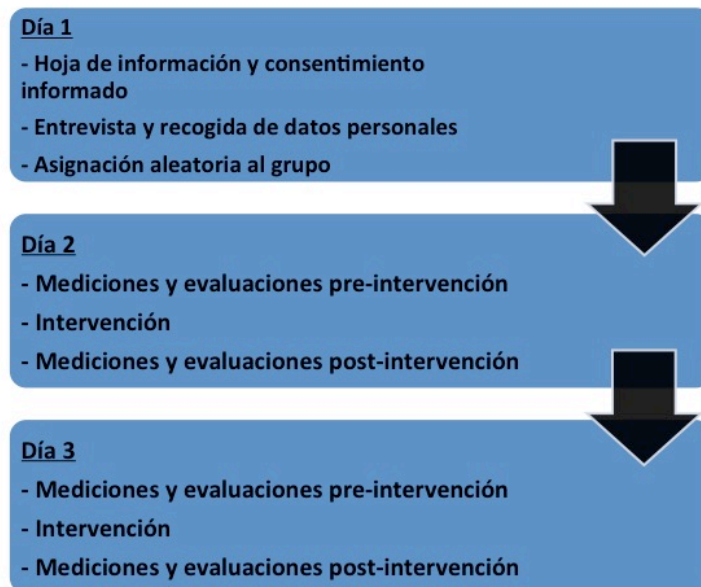 Día 1
- Hoja de información y consentimiento
informado
- Entrevista y recogida de datos personales
- Asignación aleatoria al grupo
Día 2
- Mediciones y evaluaciones pre-intervención
- Intervención
- Mediciones y evaluaciones post-intervención
Día 3
- Mediciones y evaluaciones pre-intervención
- Intervención
- Mediciones y evaluaciones post-intervención